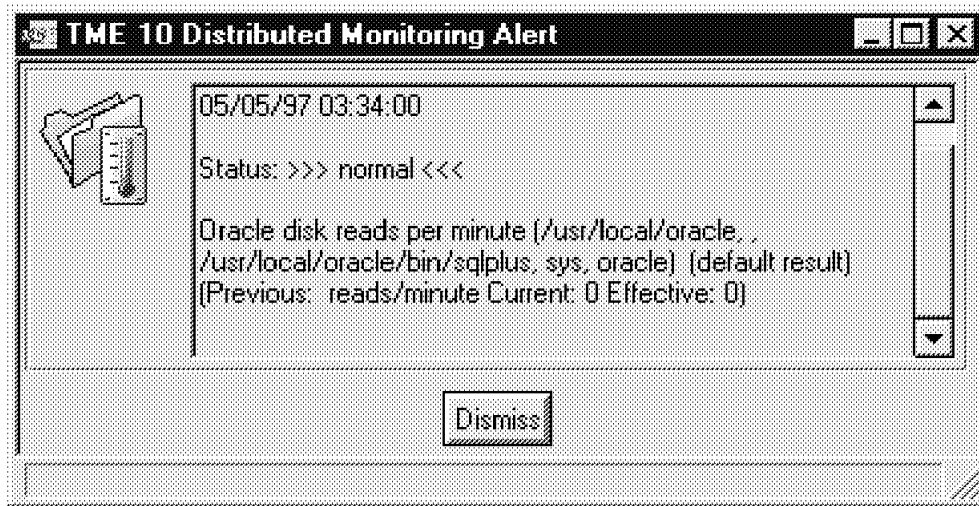 TME 10 Distributed Monitoring Alert
05/05/97 03:34:00
Status: >>> normal <<<
Oracle disk reads per minute (/usr/local/oracle, ,
/usr/local/oracle/bin/sqlplus, sys, oracle) (default result)
(Previous:  reads/minute Current: 0 Effective: 0)
Dismiss